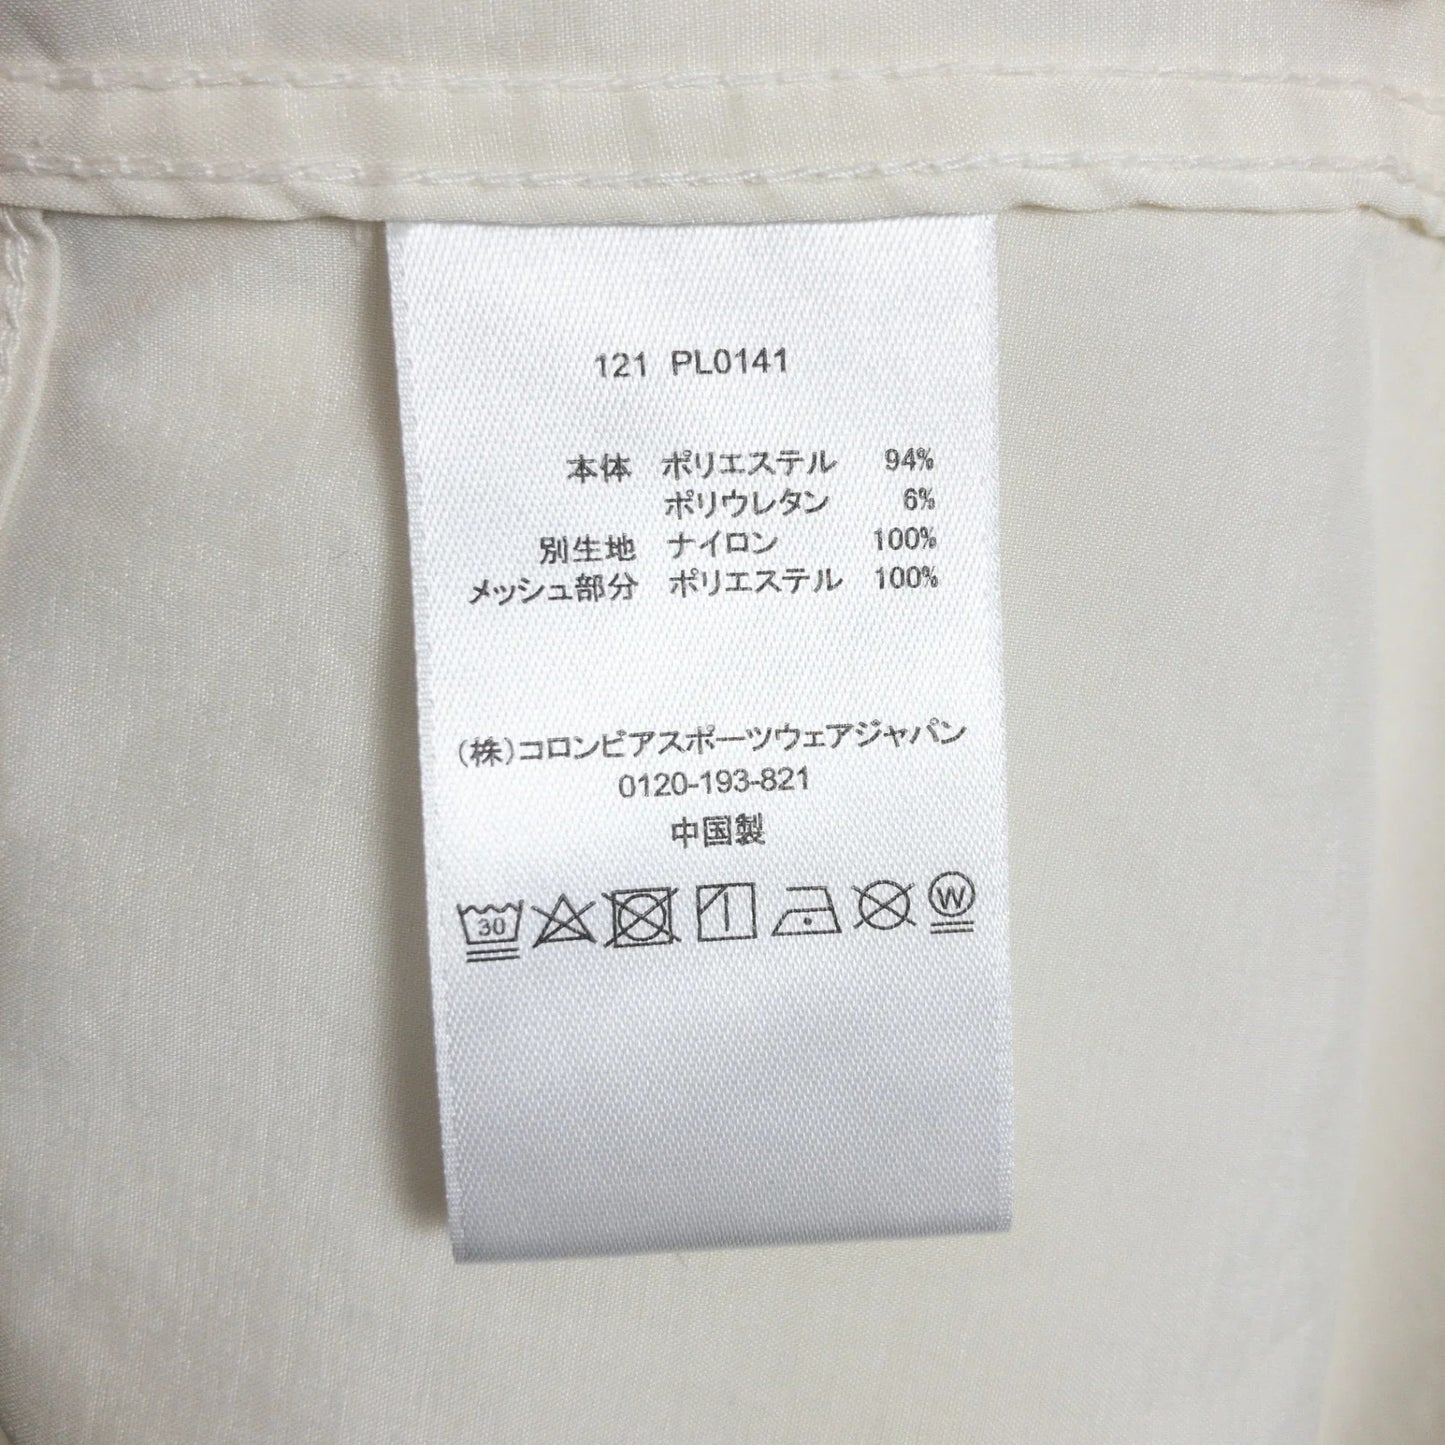 121 PL0141
本体 ポリエステル 94%
ポリウレタン 6%
別生地 ナイロン 100%
メッシュ部分 ポリエステル 100%
(株)コロンビアスポーツウェアジャパン
0120-193-821
中国製
30 W